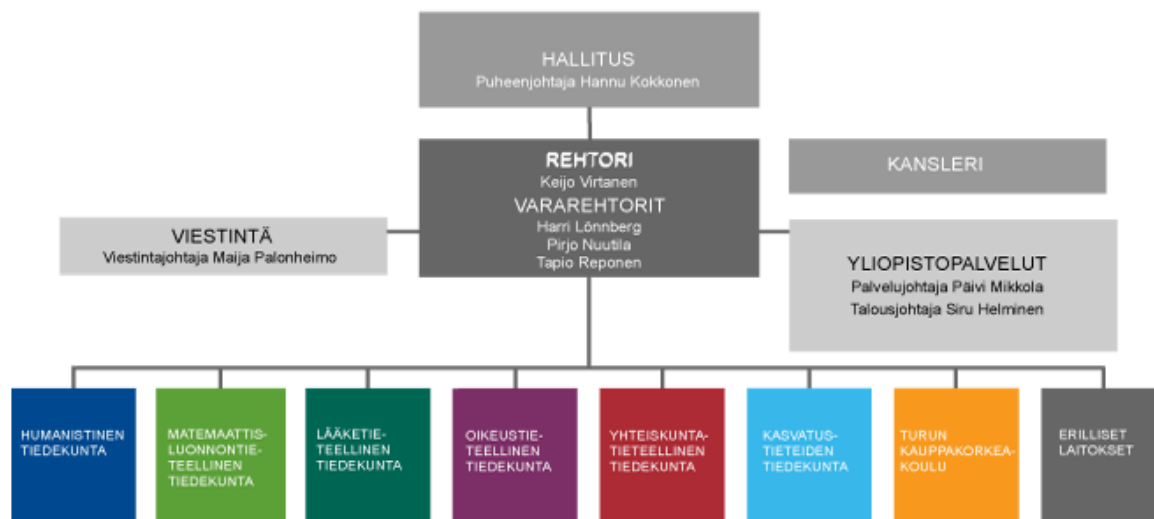 HALLITUS
Puheenjohtaja Hannu Kokkonen
REHTORI
Keijo Virtanen
VARAREHTORIT
Harri Lönnberg
Pirjo Nuutila
Tapio Reponen
KANSLERI
VIESTINTÄ
Viestintajohtaja Maija Palonheimo
YLIOPISTOPALVELUT
Palvelujohtaja Päivi Mikkola
Talousjohtaja Siru Helminen
HUMANISTINEN
TIEDEKUNTA
MATEMAATTIS-
LUONNONTIE-
TEELLINEN
TIEDEKUNTA
LÄÄKETIE-
TEELLINEN
TIEDEKUNTA
OIKEUSTIE-
TEELLINEN
TIEDEKUNTA
YHTEISKUNTA-
TIETEELLINEN
TIEDEKUNTA
KASVATUS-
TIETEIDEN
TIEDEKUNTA
TURUN
KAUPPAKORKEA-
KOULU
ERILLISET
LAITOKSET